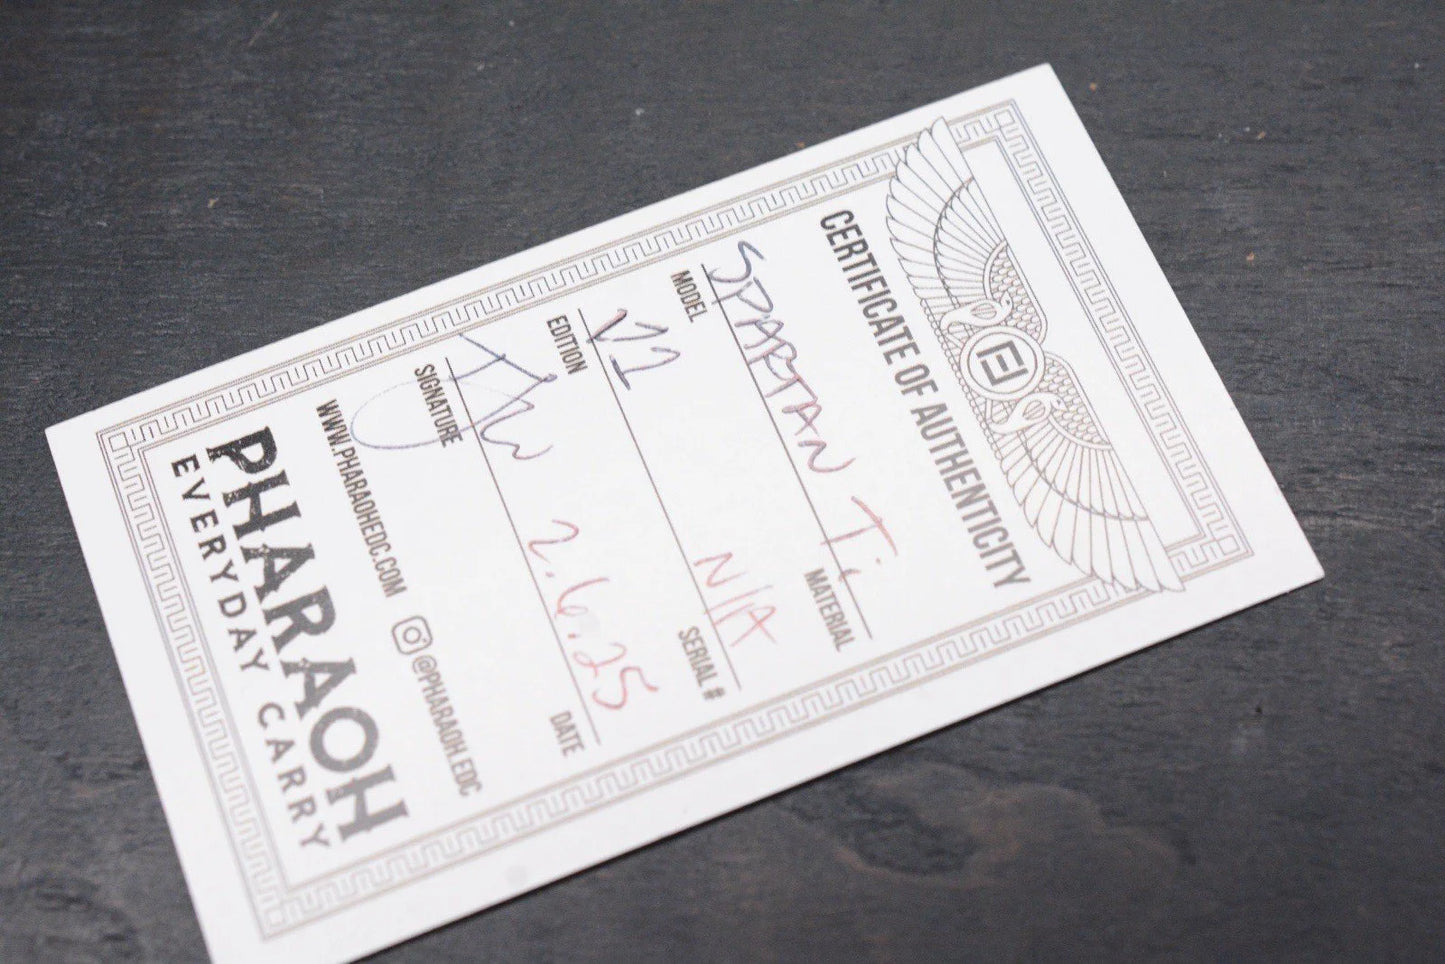 CERTIFICATE OF AUTHENTICITY
SPARTAN Ti
MODEL MATERIAL
V1 N/A
EDITION SERIAL #
2.6.25
SIGNATURE DATE
WWW.PHARAOHEDC.COM @PHARAOH.EDC
PHARAOH
EVERYDAY CARRY